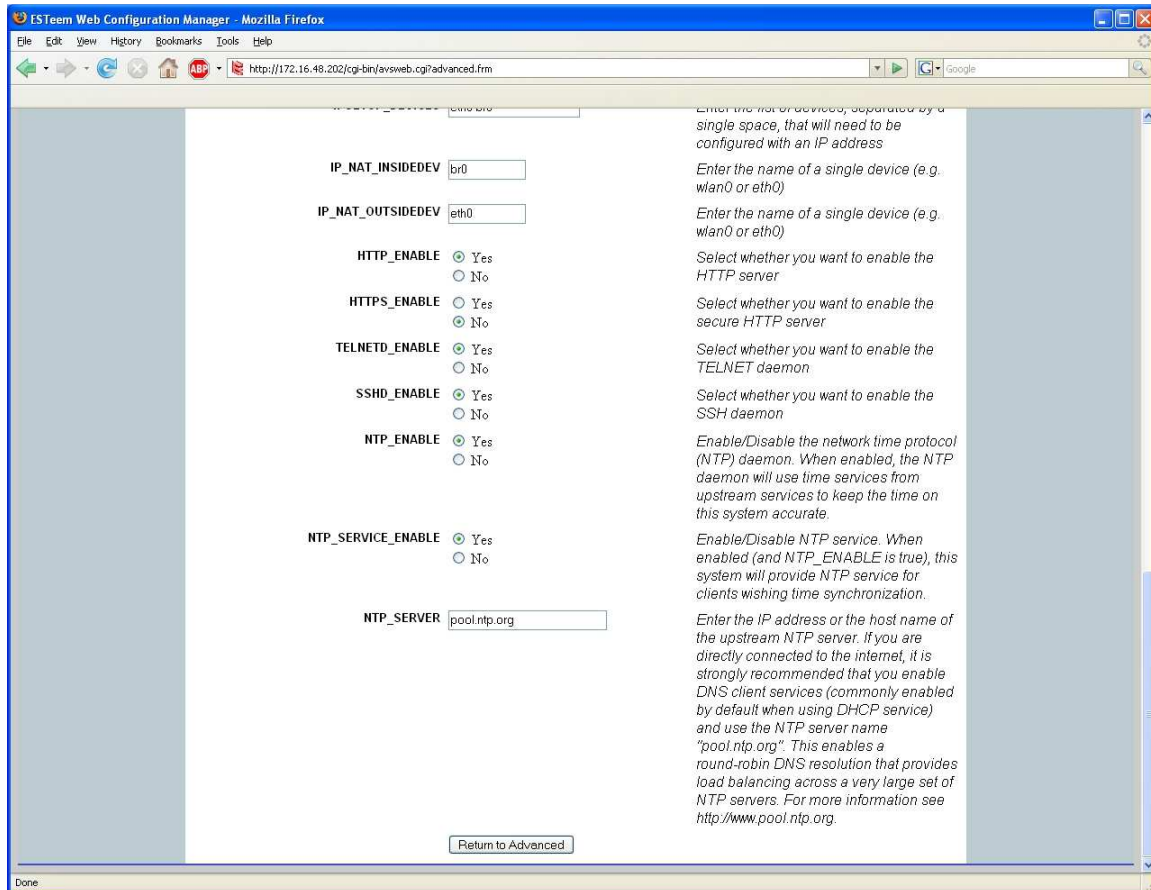 ESTeem Web Configuration Manager - Mozilla Firefox
File Edit View History Bookmarks Tools Help
ABP http://172.16.48.202/cgi-bin/avsweb.cgi?advanced.frm G Google
single space, that will need to be
configured with an IP address
IP_NAT_INSIDEDEV br0 Enter the name of a single device (e.g.
wlan0 or eth0)
IP_NAT_OUTSIDEDEV eth0 Enter the name of a single device (e.g.
wlan0 or eth0)
HTTP_ENABLE Yes Select whether you want to enable the
No HTTP server
HTTPS_ENABLE Yes Select whether you want to enable the
No secure HTTP server
TELNETD_ENABLE Yes Select whether you want to enable the
No TELNET daemon
SSHD_ENABLE Yes Select whether you want to enable the
No SSH daemon
NTP_ENABLE Yes Enable/Disable the network time protocol
No (NTP) daemon. When enabled, the NTP
daemon will use time services from
upstream services to keep the time on
this system accurate.
NTP_SERVICE_ENABLE Yes Enable/Disable NTP service. When
No enabled (and NTP_ENABLE is true), this
system will provide NTP service for
clients wishing time synchronization.
NTP_SERVER pool.ntp.org Enter the IP address or the host name of
the upstream NTP server. If you are
directly connected to the internet, it is
strongly recommended that you enable
DNS client services (commonly enabled
by default when using DHCP service)
and use the NTP server name
"pool.ntp.org". This enables a
round-robin DNS resolution that provides
load balancing across a very large set of
NTP servers. For more information see
http://www.pool.ntp.org.
Return to Advanced
Done